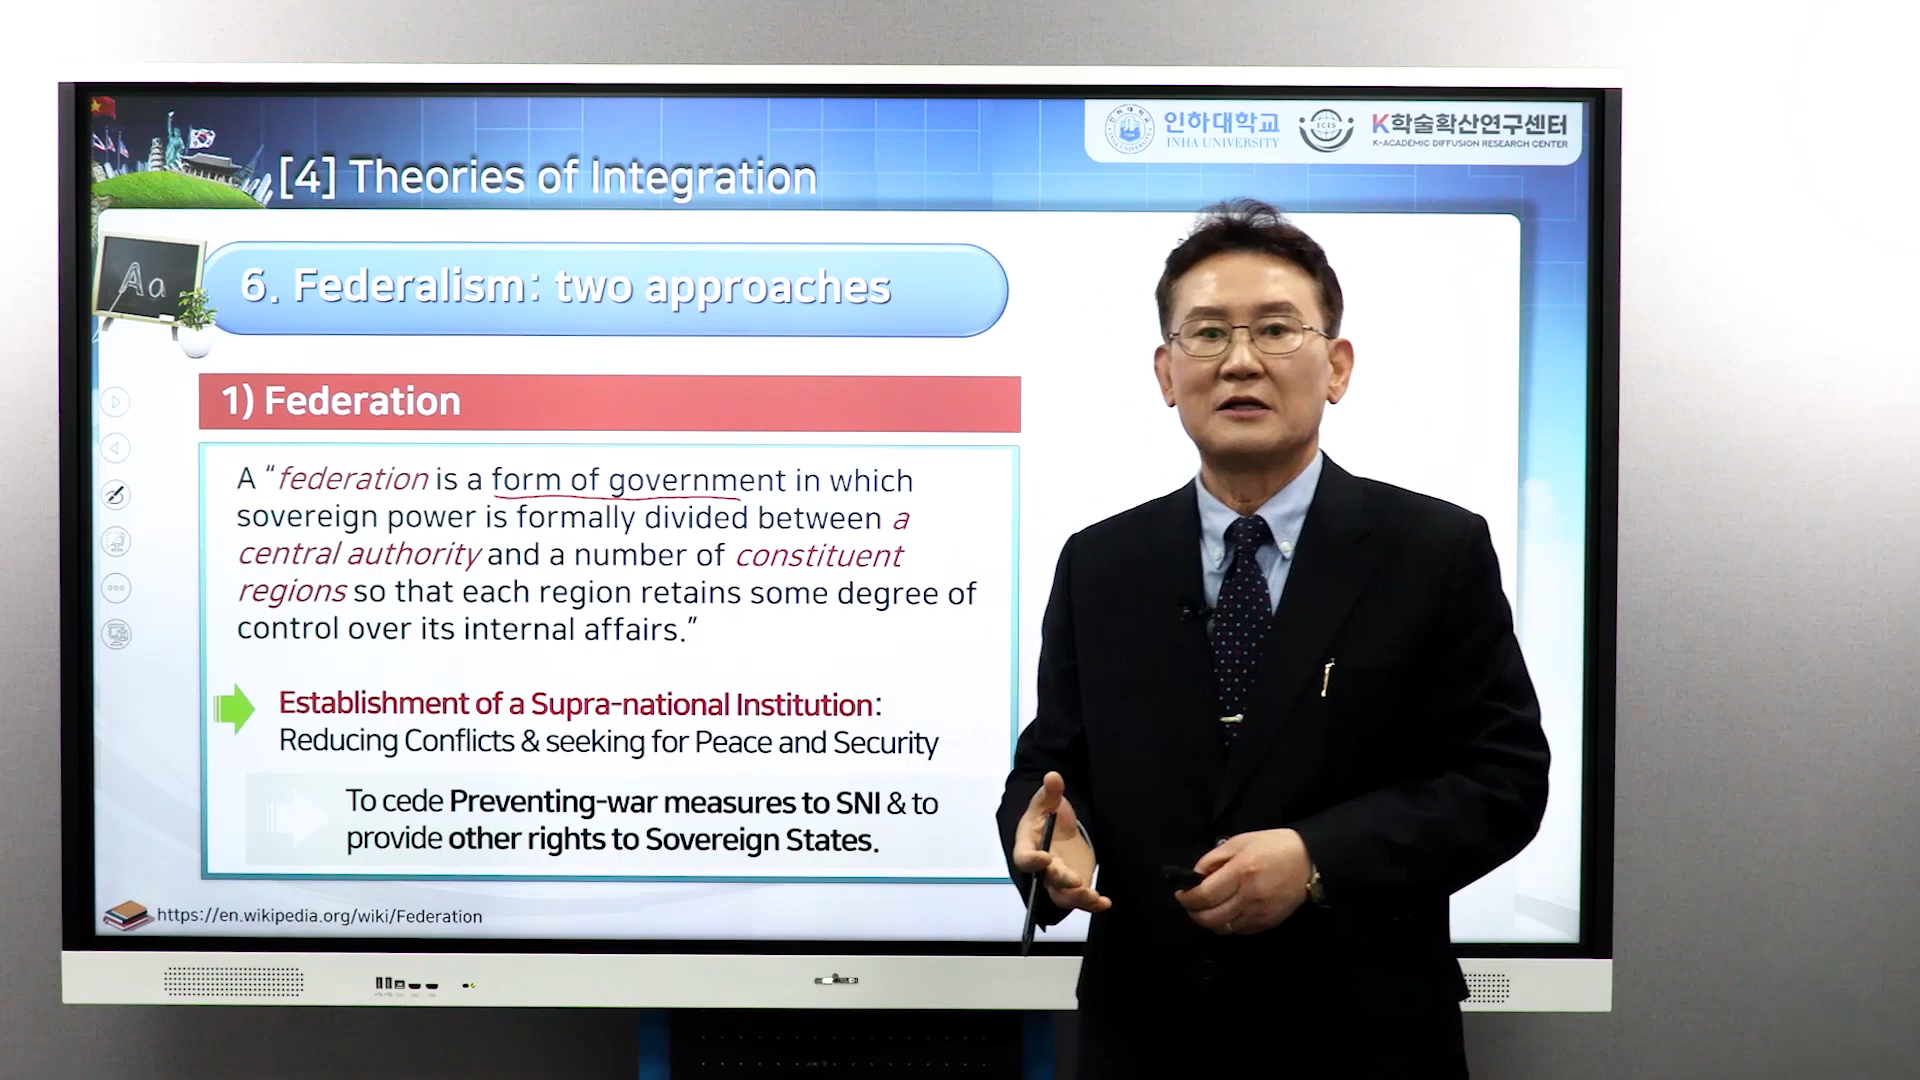 인하대학교
INHA UNIVERSITY
ICIS
K학술확산연구센터
K-ACADEMIC DIFFUSION RESEARCH CENTER
[4] Theories of Integration
Aa
6. Federalism: two approaches
1) Federation
A “federation is a form of government in which
sovereign power is formally divided between a
central authority and a number of constituent
regions so that each region retains some degree of
control over its internal affairs.”
Establishment of a Supra-national Institution:
Reducing Conflicts & seeking for Peace and Security
To cede Preventing-war measures to SNI & to
provide other rights to Sovereign States.
https://en.wikipedia.org/wiki/Federation